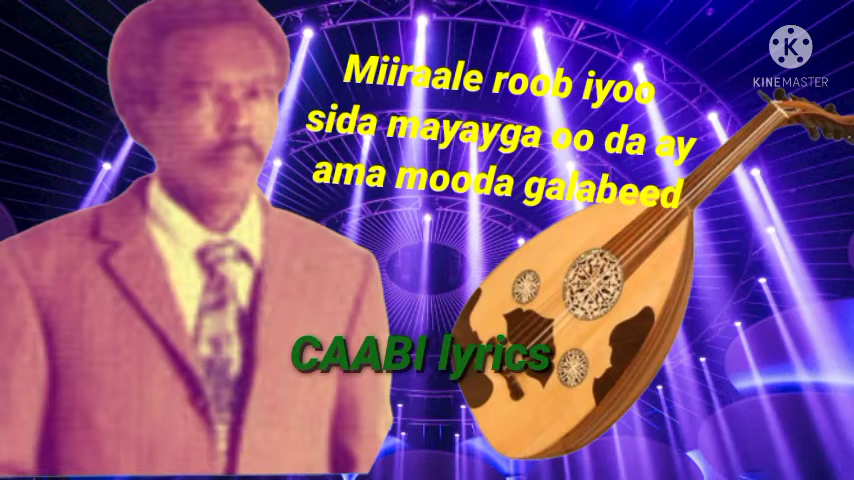 Miiraale roob iyoo
sida mayayga oo da ay
ama mooda galabeed
CAABI lyrics
K
KINEMASTER